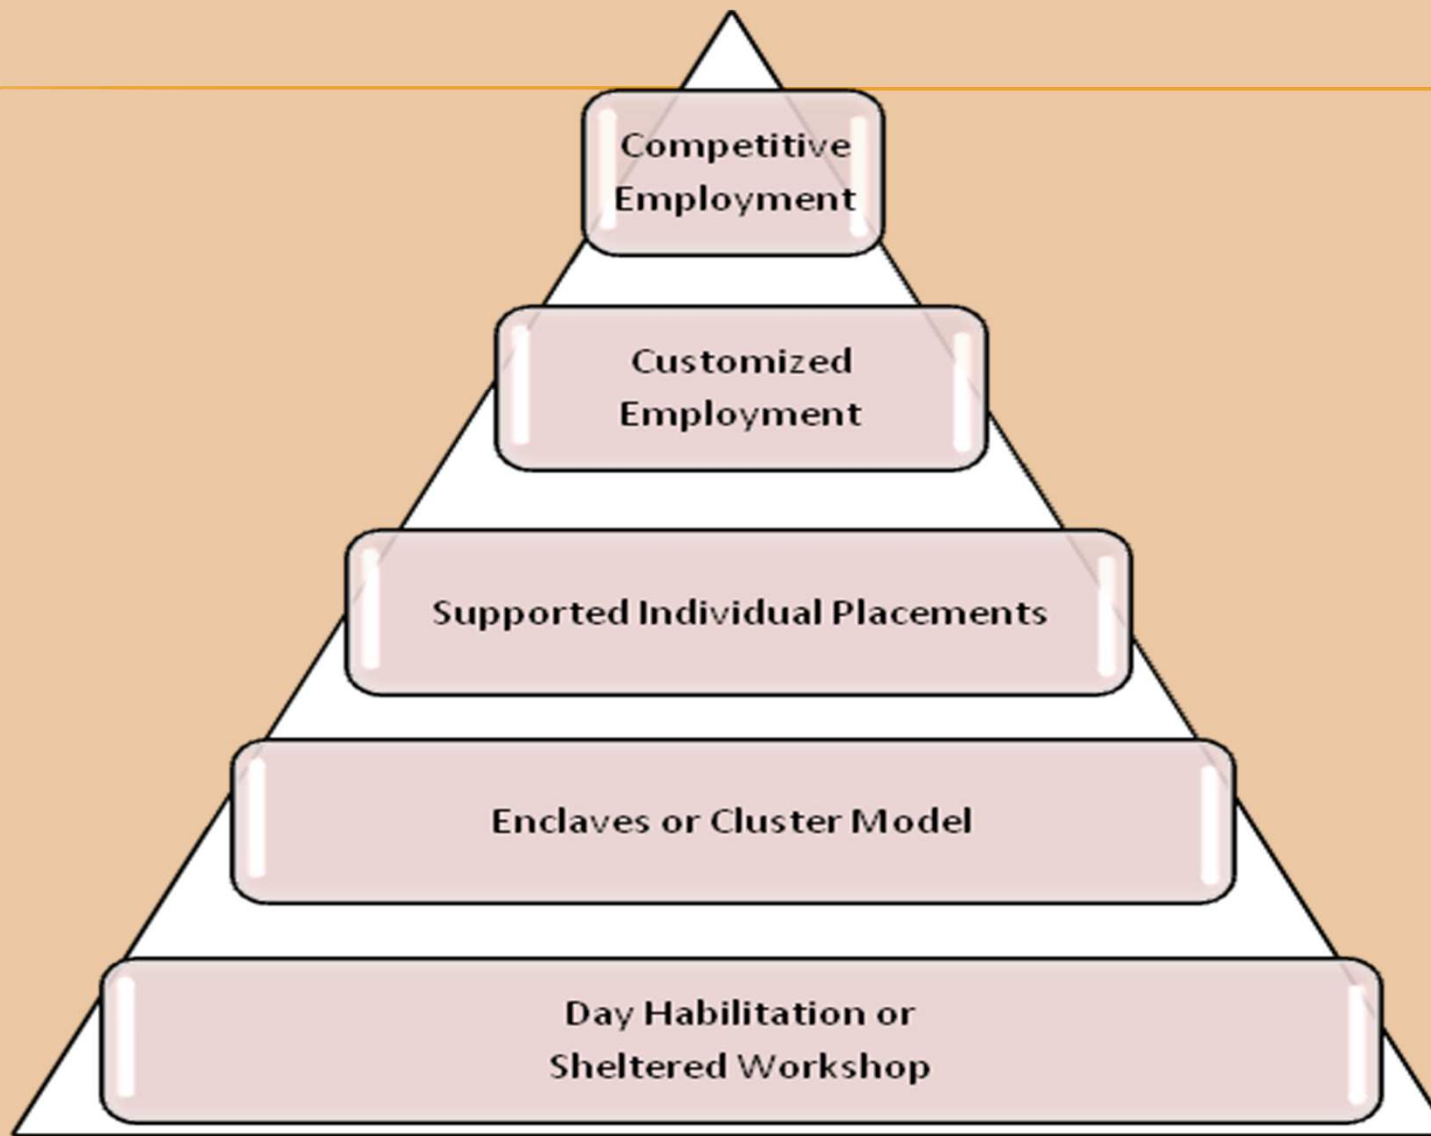 Competitive
Employment
Customized
Employment
Supported Individual Placements
Enclaves or Cluster Model
Day Habilitation or
Sheltered Workshop